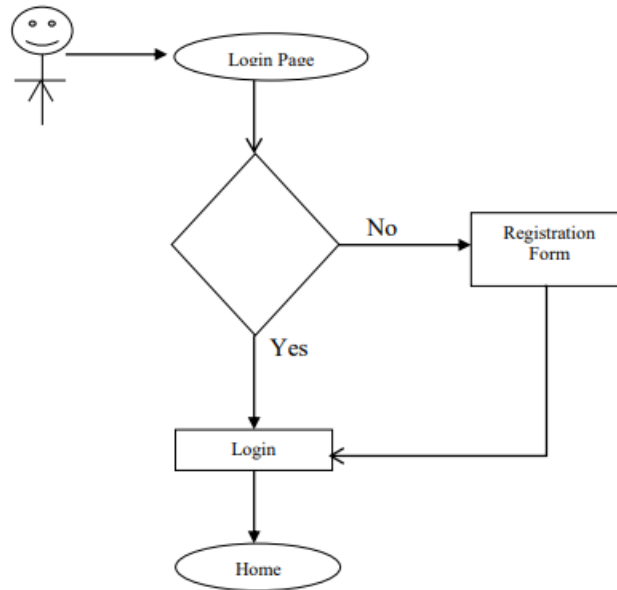 Login Page
No
Registration
Form
Yes
Login
Home